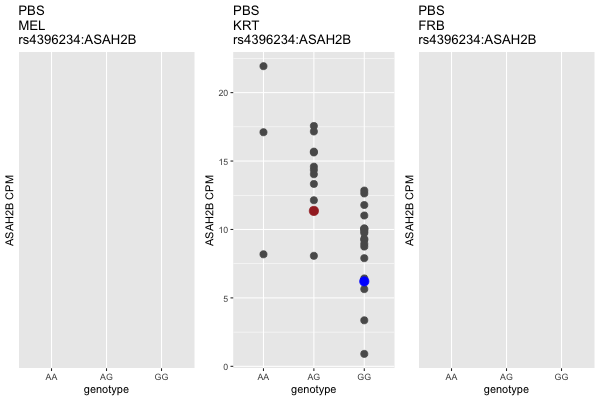 PBS
MEL
rs4396234:ASAH2B
ASAH2B CPM
AA AG GG
genotype
PBS
KRT
rs4396234:ASAH2B
ASAH2B CPM
20
15
10
5
0
AA AG GG
genotype
PBS
FRB
rs4396234:ASAH2B
ASAH2B CPM
AA AG GG
genotype